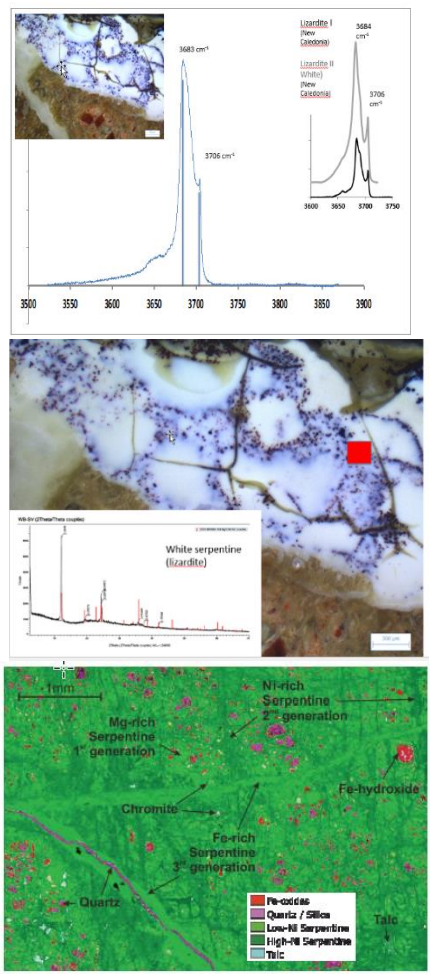 3683 cm⁻¹
3706 cm⁻¹
Lizardite I
(New
Caledonia)
Lizardite II
White)
(New
Caledonia)
3684
cm⁻¹
3706
cm⁻¹
3600 3650 3700 3750
3500 3550 3600 3650 3700 3750 3800 3850 3900
White serpentine
(lizardite)
1mm
Ni-rich
Serpentine
2nd generation
Mg-rich
Serpentine
1st generation
Fe-hydroxide
Chromite
Fe-rich
Serpentine
3rd generation
Quartz
Fe-oxides
Quartz / Silica
Low-Ni Serpentine
High-Ni Serpentine
Talc
Talc